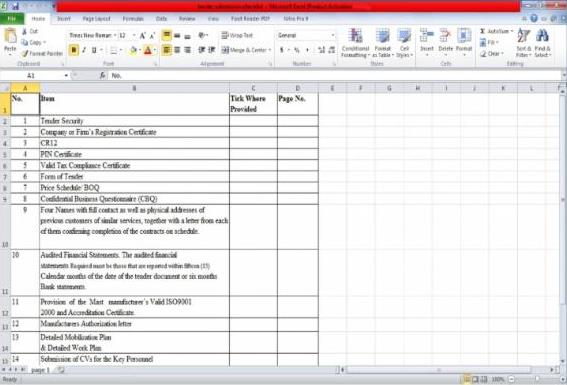 tender submission checklist - Microsoft Excel (Product Activation
File Home Insert Page Layout Formulas Data Review View Foxit Reader PDF Nitro Pro 8
Times New Roman 12 Wrap Text General
Cut
Copy
Format Painter
Paste
B I U Merge & Center $ %
Conditional Formatting Format as Table Cell Styles
Insert Delete Format
AutoSum
Fill
Clear
Sort & Filter Find & Select
Clipboard Font Alignment Number Styles Cells Editing
A1 fx No.
A B C D E F G H I J K L
1 No. Item Tick Where
Provided Page No.
2 1 Tender Security
3 2 Company or Firm's Registration Certificate
4 3 CR12
5 4 PIN Certificate
6 5 Valid Tax Compliance Certificate
7 6 Form of Tender
8 7 Price Schedule/ BOQ
9 8 Confidential Business Questionnaire (CBQ)
9 Four Names with full contact as well as physical addresses of
previous customers of similar services, together with a letter from each
of them confirming completion of the contracts on schedule.
10
10 Audited Financial Statements. The audited financial
statements Required must be those that are reported within fifteen (15)
Calendar months of the date of the tender document or six months
11 Bank statements.
11 Provision of the Mast manufacturer's Valid ISO9001
12 2000 and Accreditation Certificate.
13 12 Manufacturers Authorization letter
13 Detailed Mobilization Plan
14 & Detailed Work Plan
15 14 Submission of CVs for the Key Personnel
page 1
Ready 100%